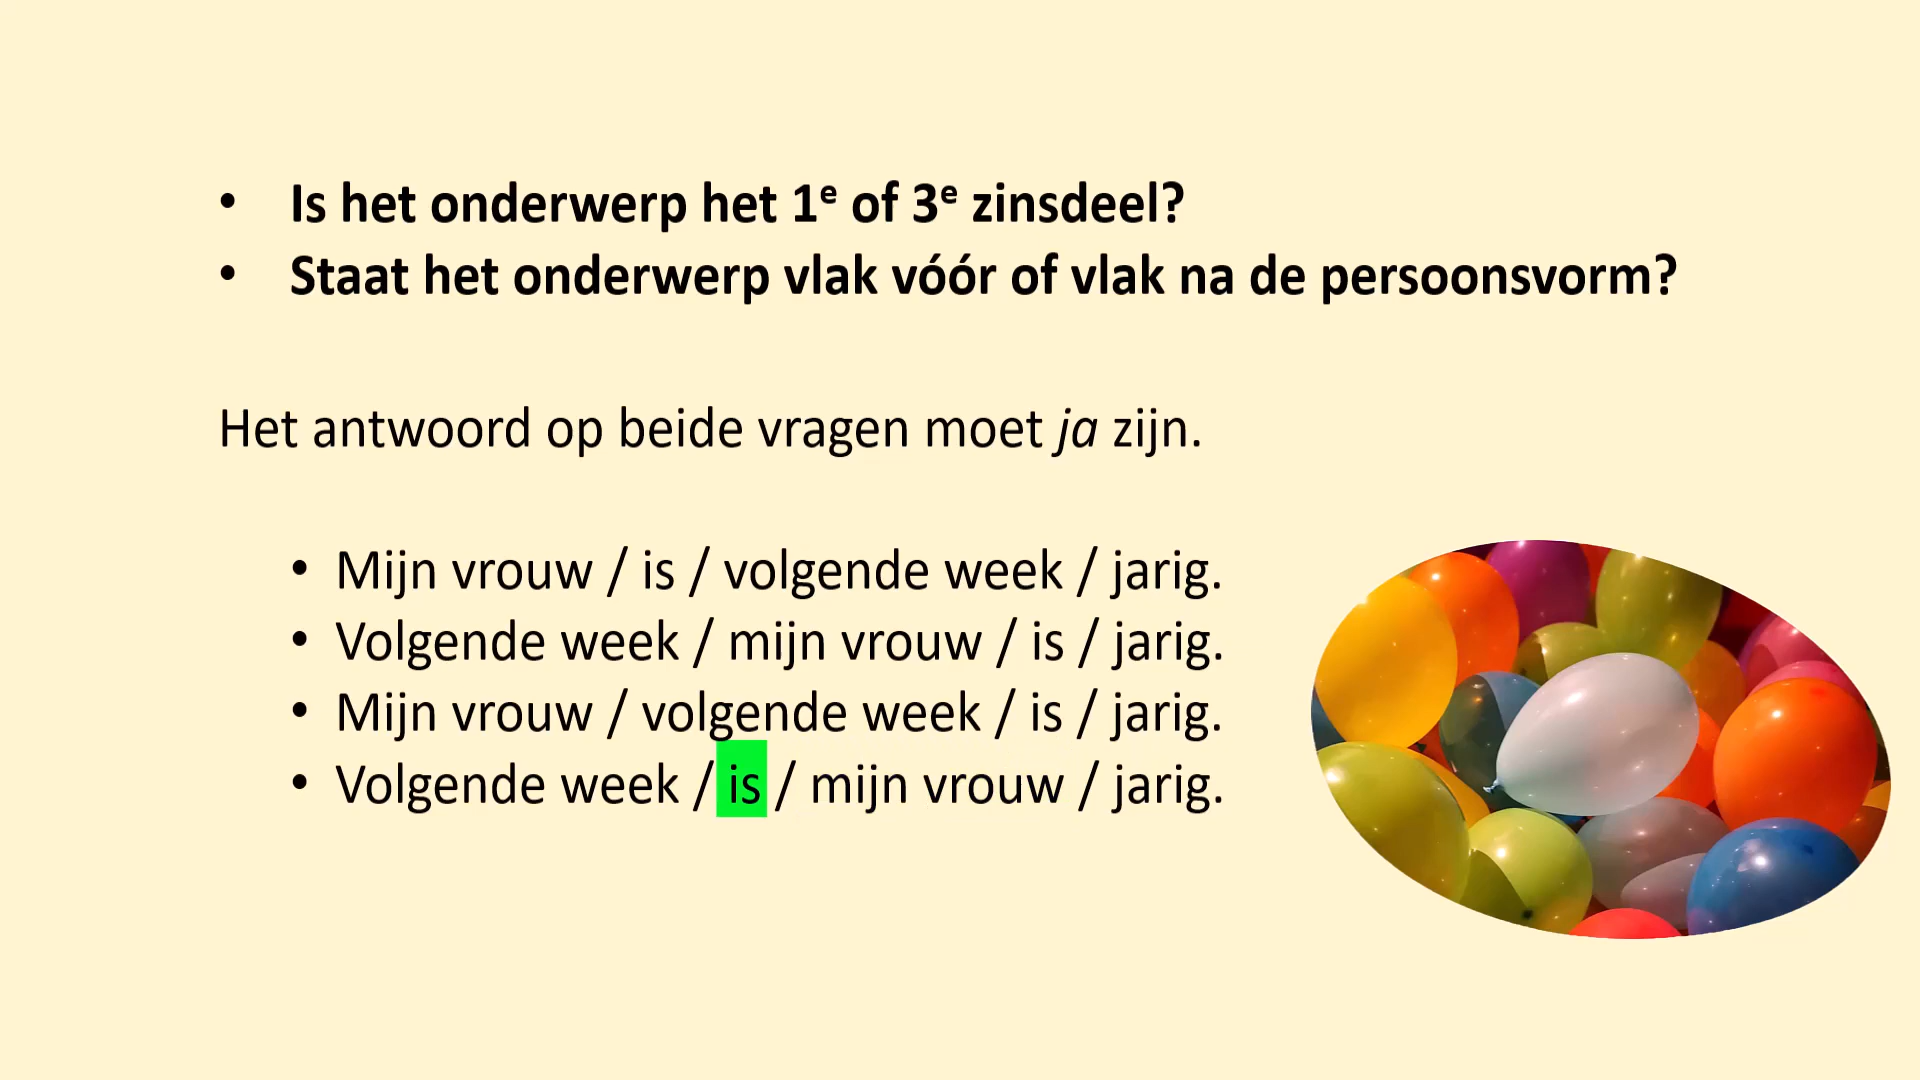 • Is het onderwerp het 1ᵉ of 3ᵉ zinsdeel?
• Staat het onderwerp vlak vóór of vlak na de persoonsvorm?
Het antwoord op beide vragen moet ja zijn.
• Mijn vrouw / is / volgende week / jarig.
• Volgende week / mijn vrouw / is / jarig.
• Mijn vrouw / volgende week / is / jarig.
• Volgende week / is / mijn vrouw / jarig.